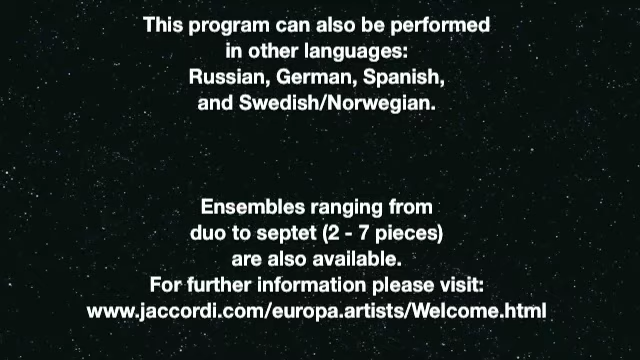 This program can also be performed
in other languages:
Russian, German, Spanish,
and Swedish/Norwegian.
Ensembles ranging from
duo to septet (2 - 7 pieces)
are also available.
For further information please visit:
www.jaccordi.com/europa.artists/Welcome.html